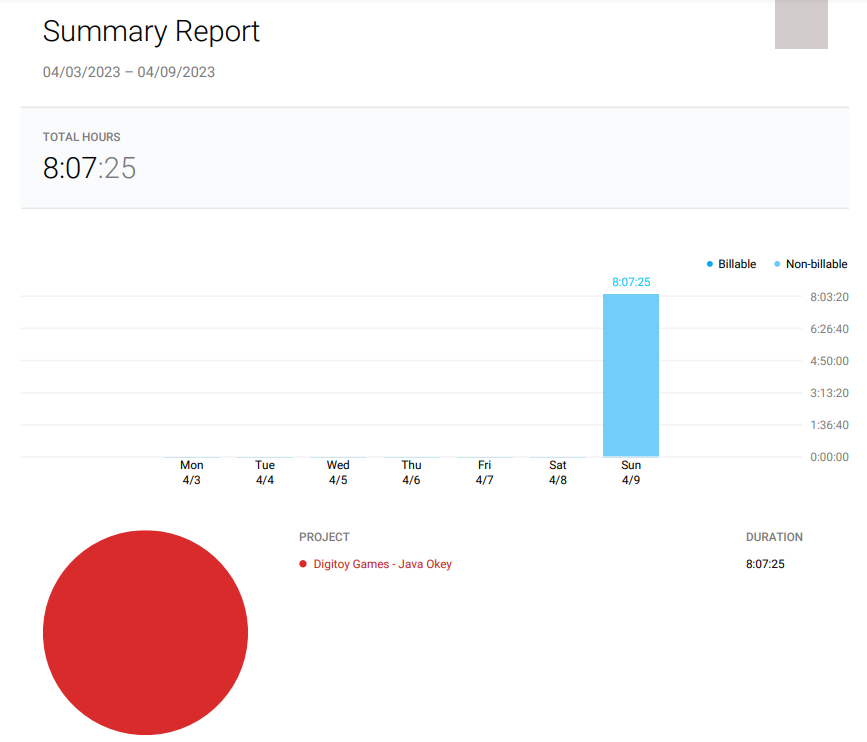 Summary Report
04/03/2023 – 04/09/2023
TOTAL HOURS
8:07:25
Billable Non-billable
8:07:25
8:03:20
6:26:40
4:50:00
3:13:20
1:36:40
0:00:00
Mon Tue Wed Thu Fri Sat Sun
4/3 4/4 4/5 4/6 4/7 4/8 4/9
PROJECT DURATION
Digitoy Games - Java Okey 8:07:25